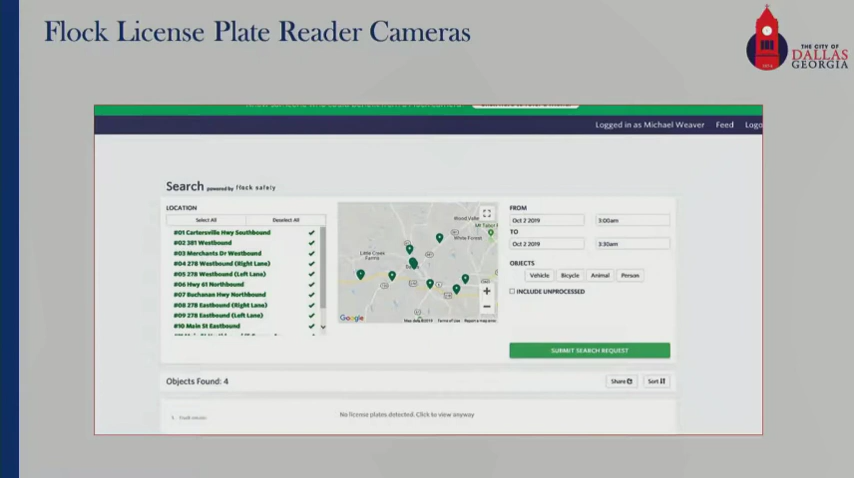 Flock License Plate Reader Cameras
THE CITY OF
DALLAS
GEORGIA
Logged in as Michael Weaver Feed
Search powered by flock safety
LOCATION
Select All Deselect All
#01 Cartersville Hwy Southbound
#02 381 Westbound
#03 Merchants Dr Westbound
#04 278 Westbound (Right Lane)
#05 278 Westbound (Left Lane)
#06 Hwy 61 Northbound
#07 Buchanan Hwy Northbound
#08 278 Eastbound (Right Lane)
#09 278 Eastbound (Left Lane)
#10 Main St Eastbound
Little Creek
Farms
White Forest
Google
FROM
Oct 2 2019 3:00am
TO
Oct 2 2019 3:30am
OBJECTS
Vehicle Bicycle Animal Person
INCLUDE UNPROCESSED
SUBMIT SEARCH REQUEST
Objects Found: 4
Share Sort
No license plates detected. Click to view anyway